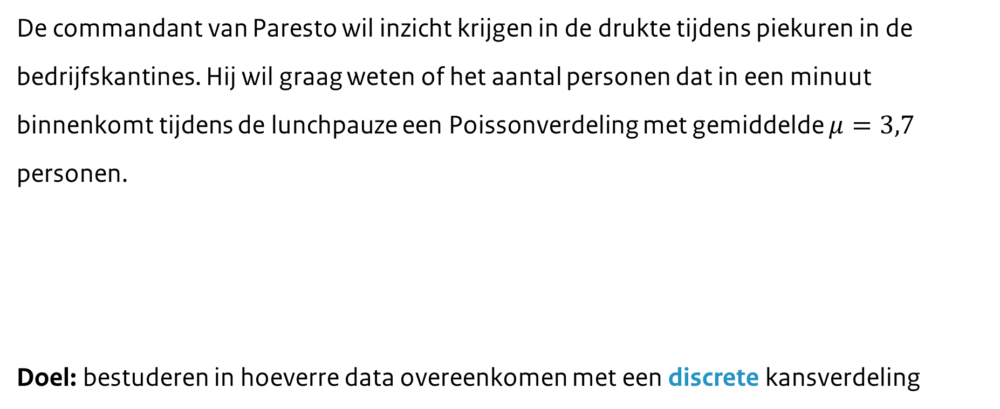 De commandant van Paresto wil inzicht krijgen in de drukte tijdens piekuren in de
bedrijfskantines. Hij wil graag weten of het aantal personen dat in een minuut
binnenkomt tijdens de lunchpauze een Poissonverdeling met gemiddelde μ = 3,7
personen.
Doel: bestuderen in hoeverre data overeenkomen met een discrete kansverdeling